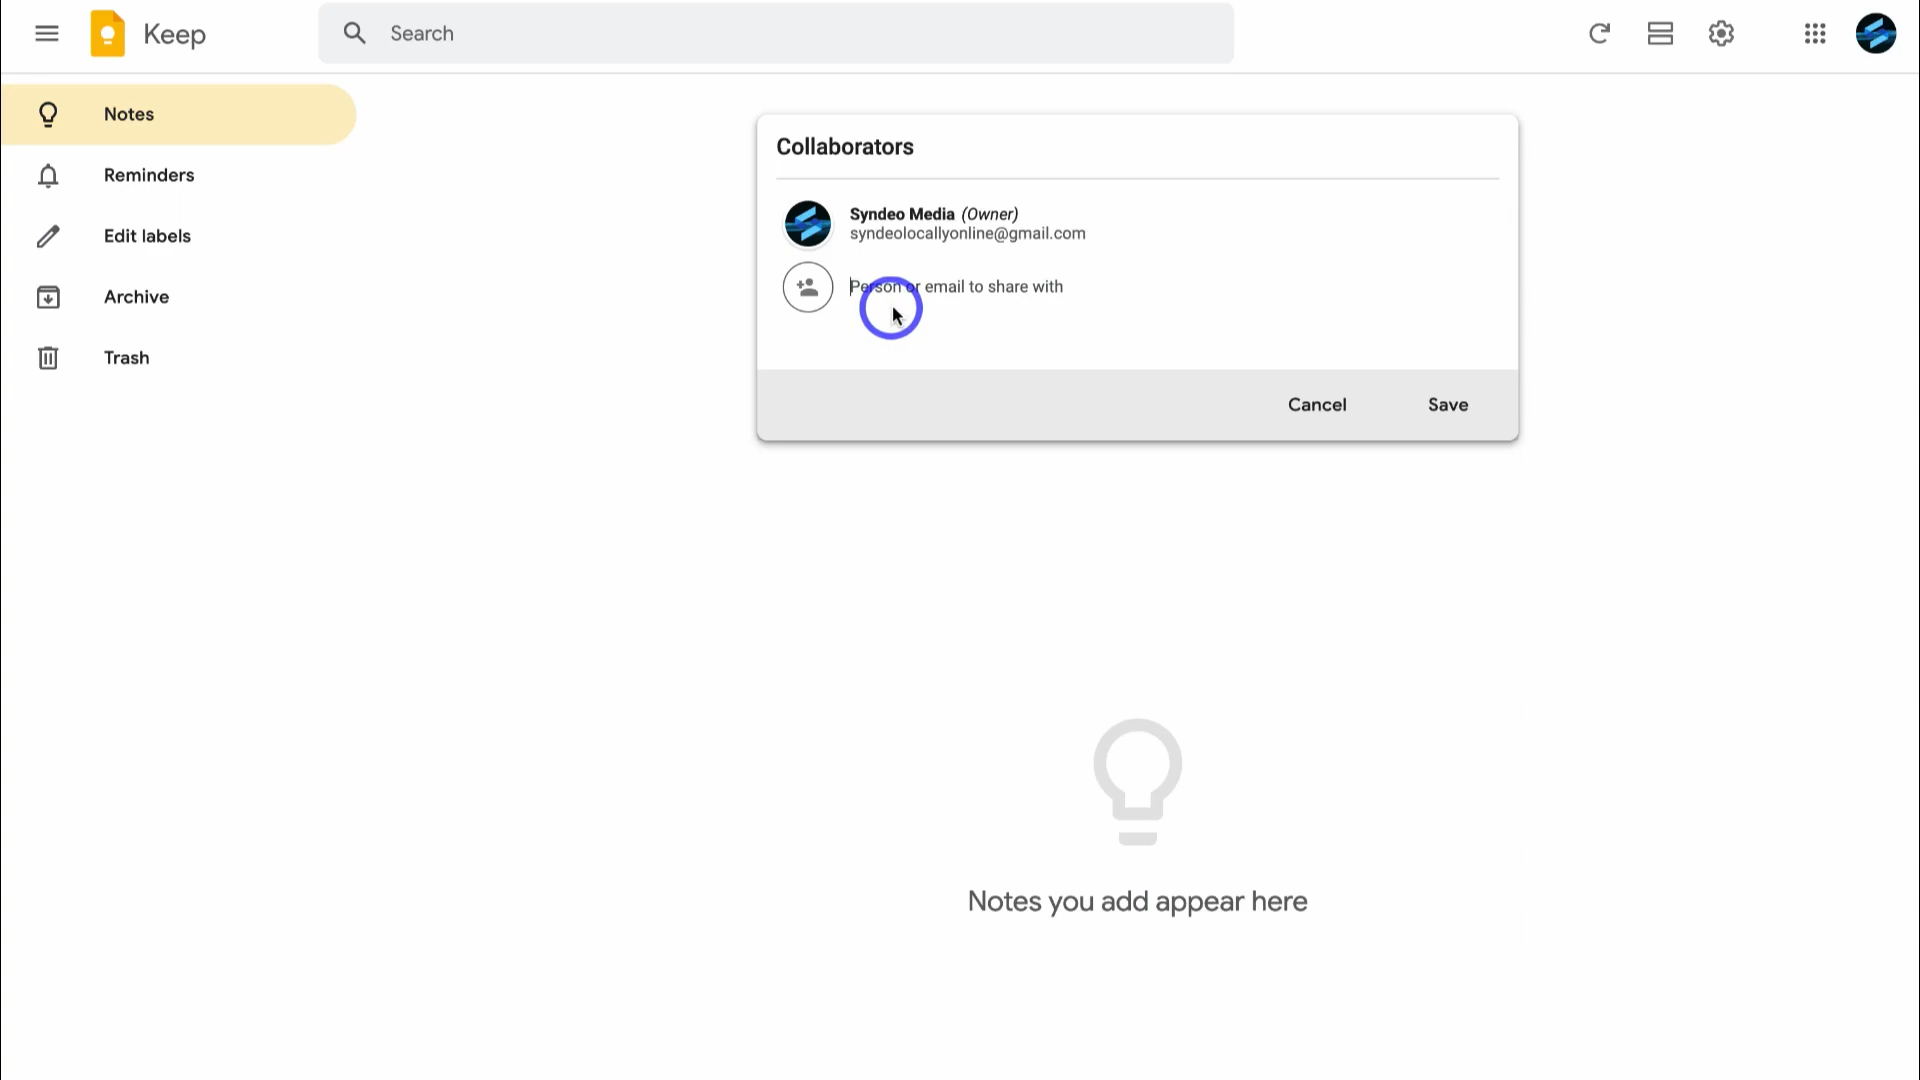 Keep
Search
Notes
Reminders
Edit labels
Archive
Trash
Collaborators
Syndeo Media (Owner)
syndeolocallyonline@gmail.com
Person or email to share with
Cancel
Save
Notes you add appear here